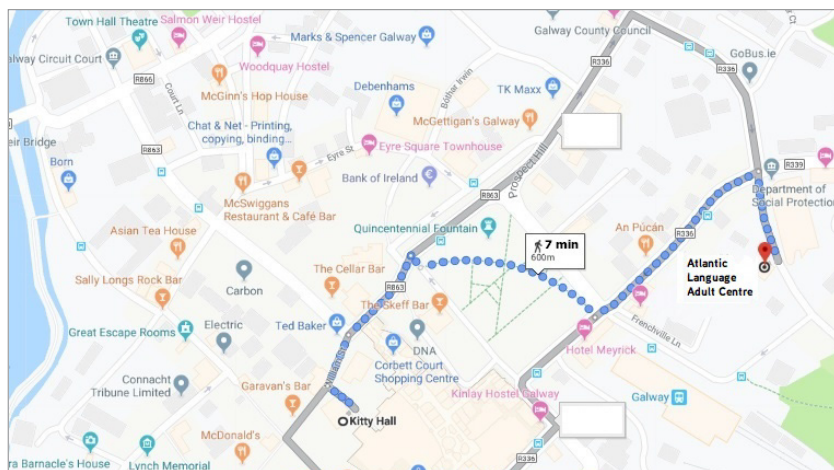 Town Hall Theatre
Salmon Weir Hostel
Galway County Council
Ct
GoBus.ie
Marks & Spencer Galway
R336
R336
alway Circuit Court
R866
Woodquay Hostel
Court Ln
McGinn's Hop House
Debenhams
Bóthar Irwin
TK Maxx
eir Bridge
R863
Chat & Net - Printing,
copying, binding...
McGettigan's Galway
Eyre St
Eyre Square Townhouse
Born
Bank of Ireland
Prospect Hill
R863
R339
Department of
Social Protection
McSwiggans
Restaurant & Café Bar
Quincentennial Fountain
An Púcán
R336
Asian Tea House
7 min
600m
Atlantic
Language
Adult Centre
Sally Longs Rock Bar
The Cellar Bar
R863
Carbon
The Skeff Bar
Ted Baker
Great Escape Rooms
Electric
DNA
Hotel Meyrick
Frenchville Ln
Corbett Court
Shopping Centre
William St
Connacht
Tribune Limited
Garavan's Bar
Kinlay Hostel Galway
Galway
Kitty Hall
McDonald's
ra Barnacle's House
Lynch Memorial
R336